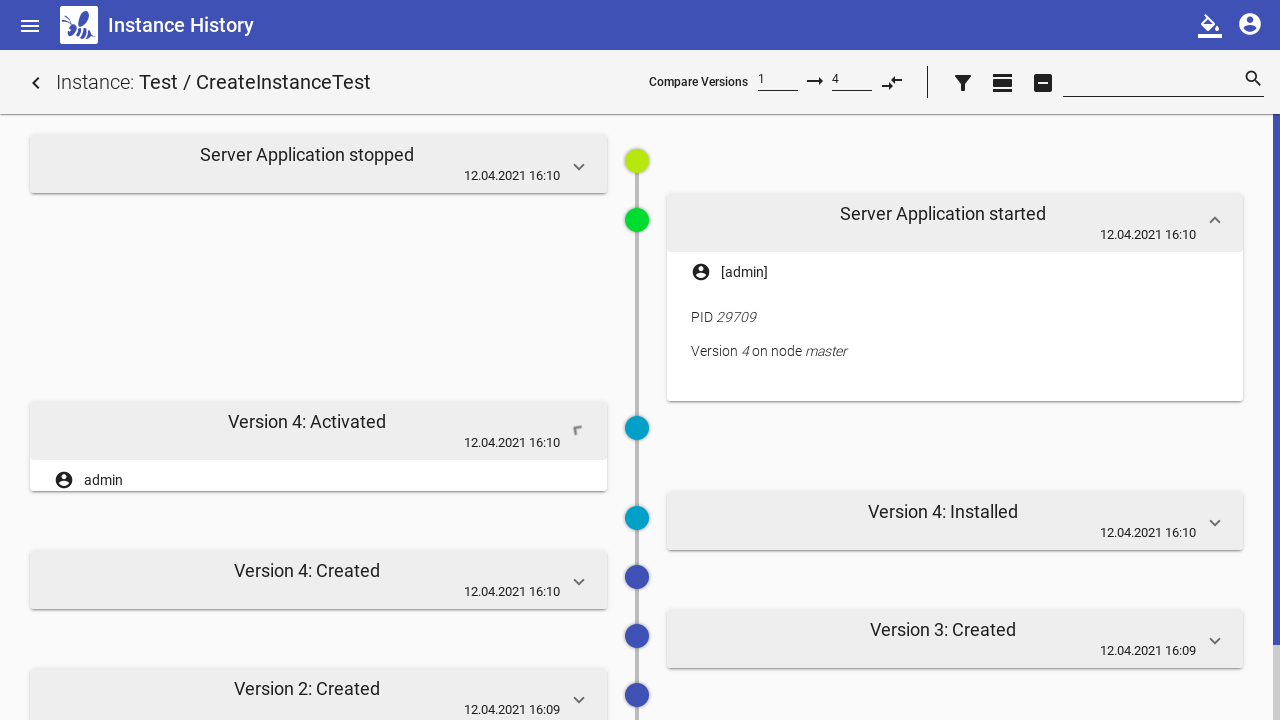 Instance History
Instance: Test / CreateInstanceTest
Compare Versions 1 4
Server Application stopped
12.04.2021 16:10
Server Application started
12.04.2021 16:10
[admin]
PID 29709
Version 4 on node master
Version 4: Activated
12.04.2021 16:10
admin
Version 4: Installed
12.04.2021 16:10
Version 4: Created
12.04.2021 16:10
Version 3: Created
12.04.2021 16:09
Version 2: Created
12.04.2021 16:09